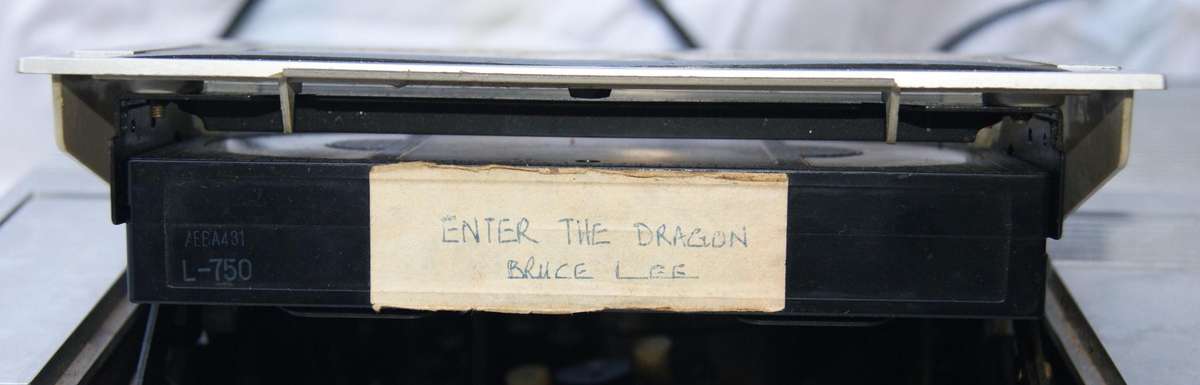 ENTER THE DRAGON
BRUCE LEE
AEBA431
L-750